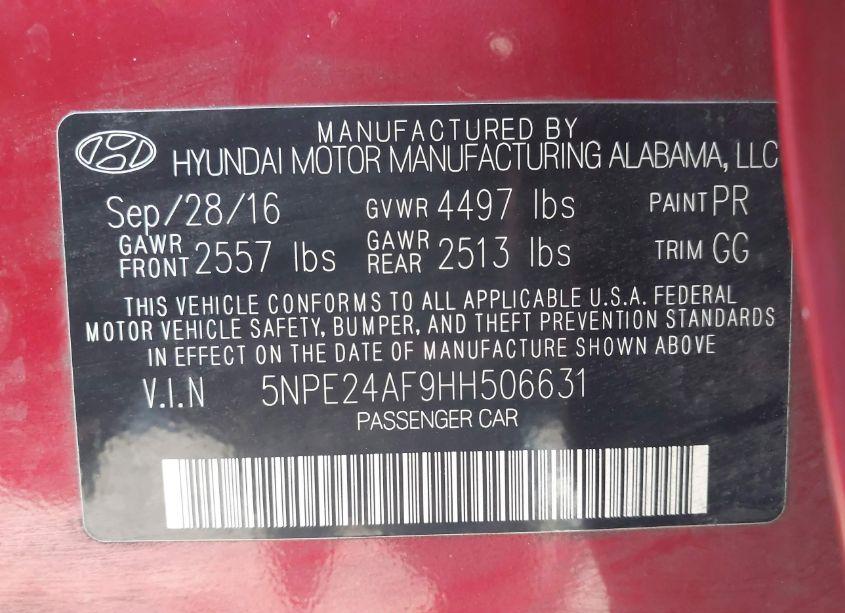 MANUFACTURED BY
HYUNDAI MOTOR MANUFACTURING ALABAMA, LLC
Sep/28/16 GVWR 4497 lbs PAINT PR
GAWR FRONT 2557 lbs GAWR REAR 2513 lbs TRIM GG
THIS VEHICLE CONFORMS TO ALL APPLICABLE U.S.A. FEDERAL
MOTOR VEHICLE SAFETY, BUMPER, AND THEFT PREVENTION STANDARDS
IN EFFECT ON THE DATE OF MANUFACTURE SHOWN ABOVE
V.I.N 5NPE24AF9HH506631
PASSENGER CAR